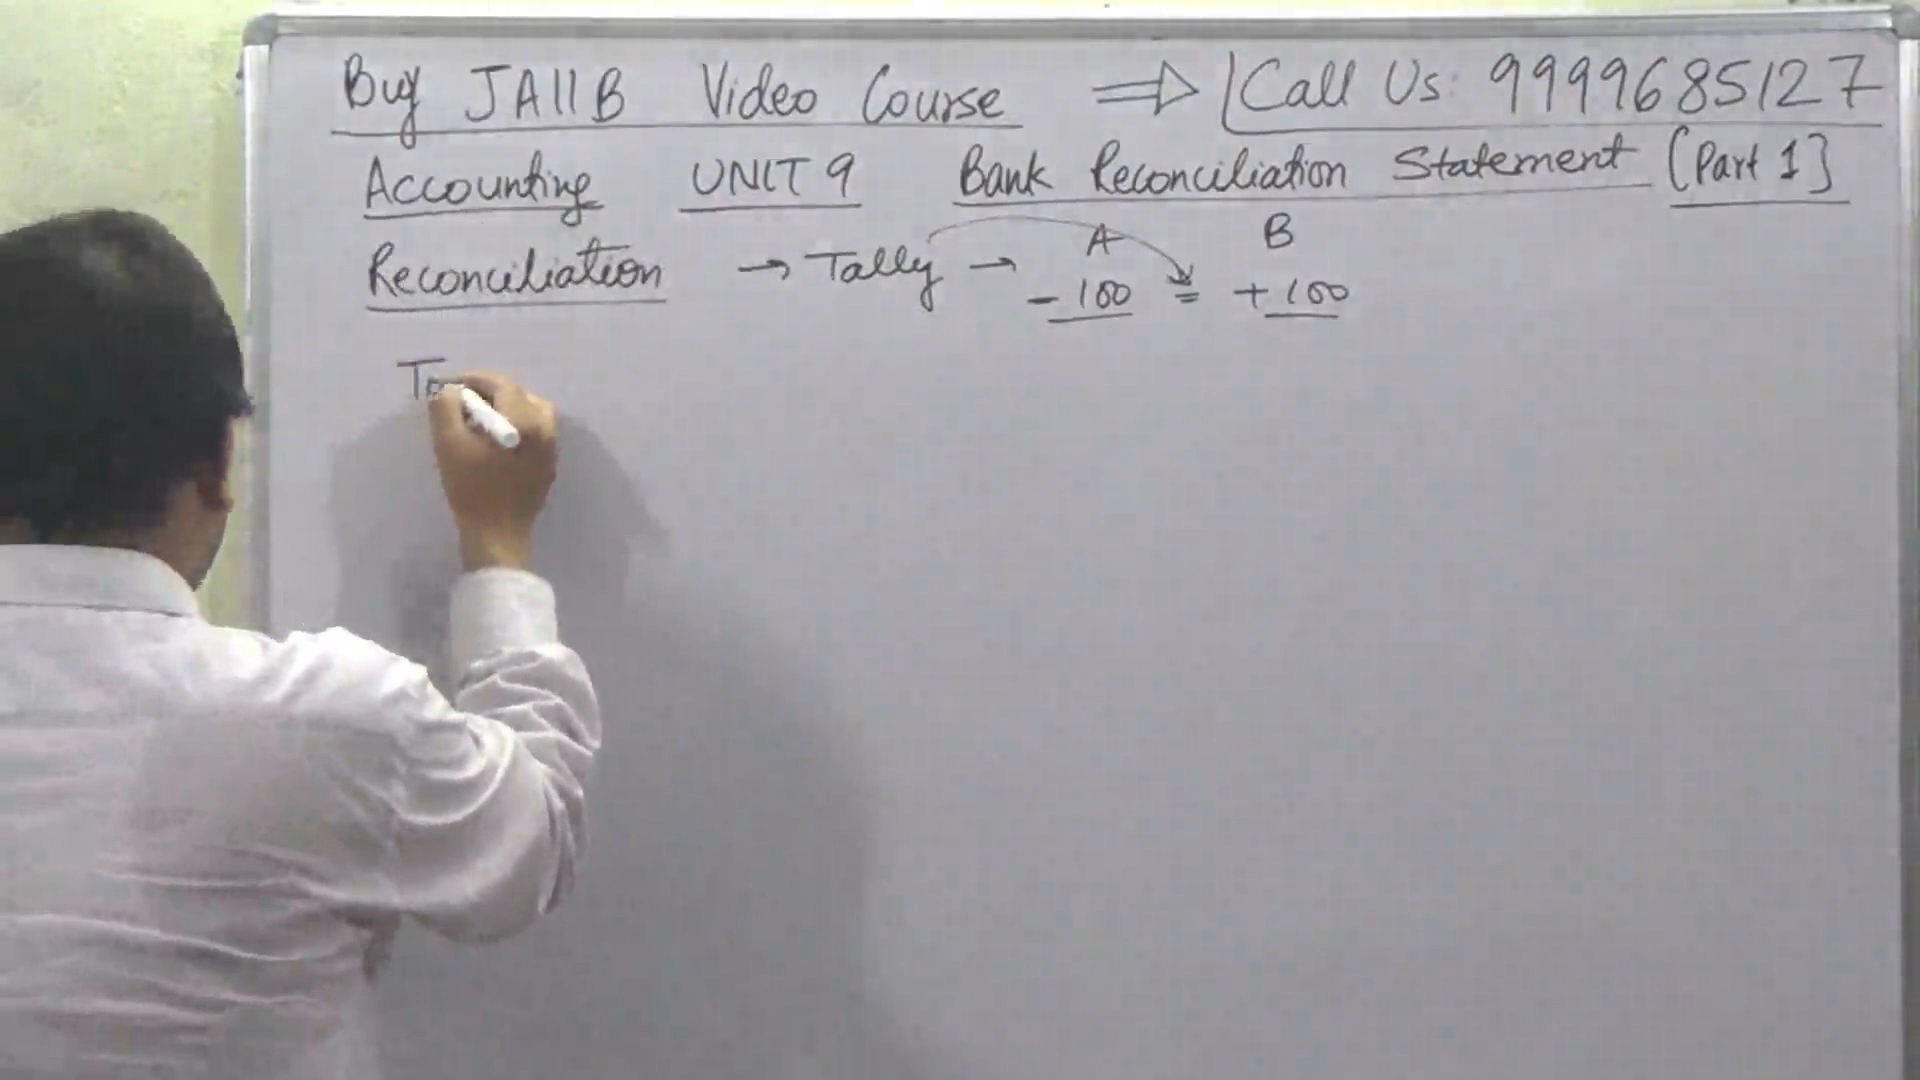 Buy JAIIB Video Course ⇒ Call Us: 9999685127
Accounting UNIT 9 Bank Reconciliation Statement [Part 1]
A B
Reconciliation → Tally → - 100 = + 100